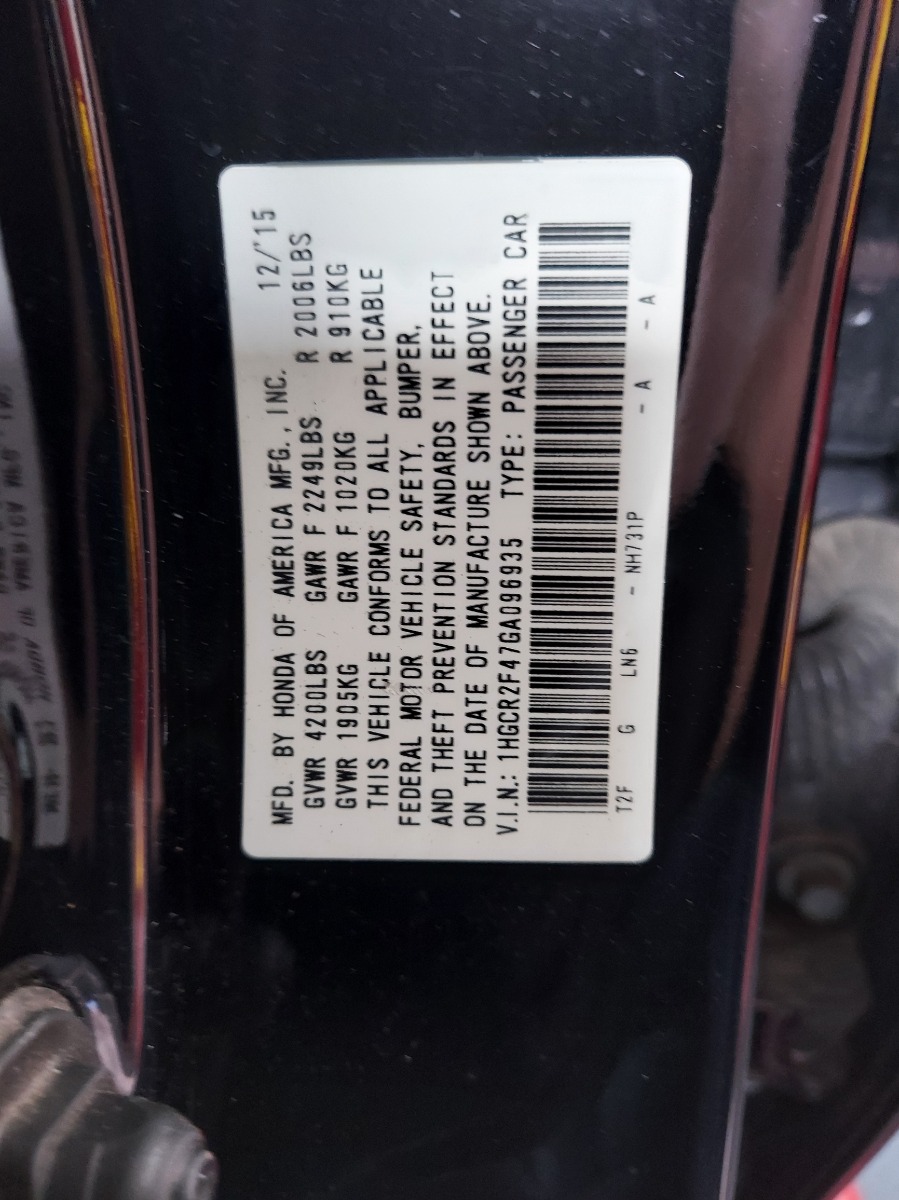 MFD. BY HONDA OF AMERICA MFG., INC. 12/'15
GVWR 4200LBS GAWR F 2249LBS R 2006LBS
GVWR 1905KG GAWR F 1020KG R 910KG
THIS VEHICLE CONFORMS TO ALL APPLICABLE
FEDERAL MOTOR VEHICLE SAFETY, BUMPER,
AND THEFT PREVENTION STANDARDS IN EFFECT
ON THE DATE OF MANUFACTURE SHOWN ABOVE.
V.I.N.: 1HGCR2F47GA096935 TYPE: PASSENGER CAR
T2F G LN6 - NH731P - A - A